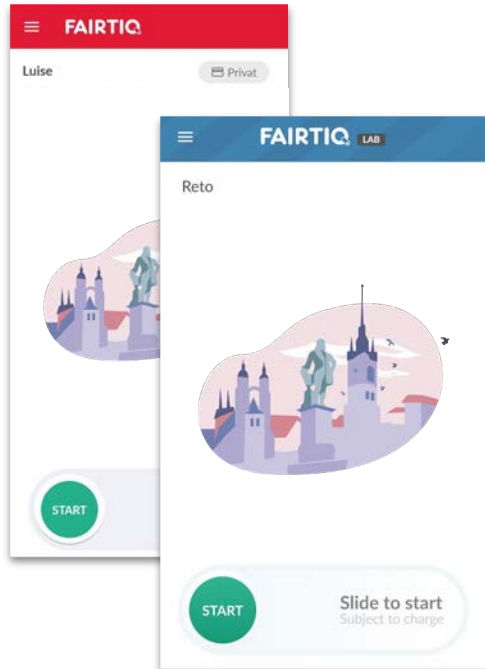 FAIRTIQ
Luise
Privat
START
FAIRTIQ LAB
Reto
START
Slide to start
Subject to charge